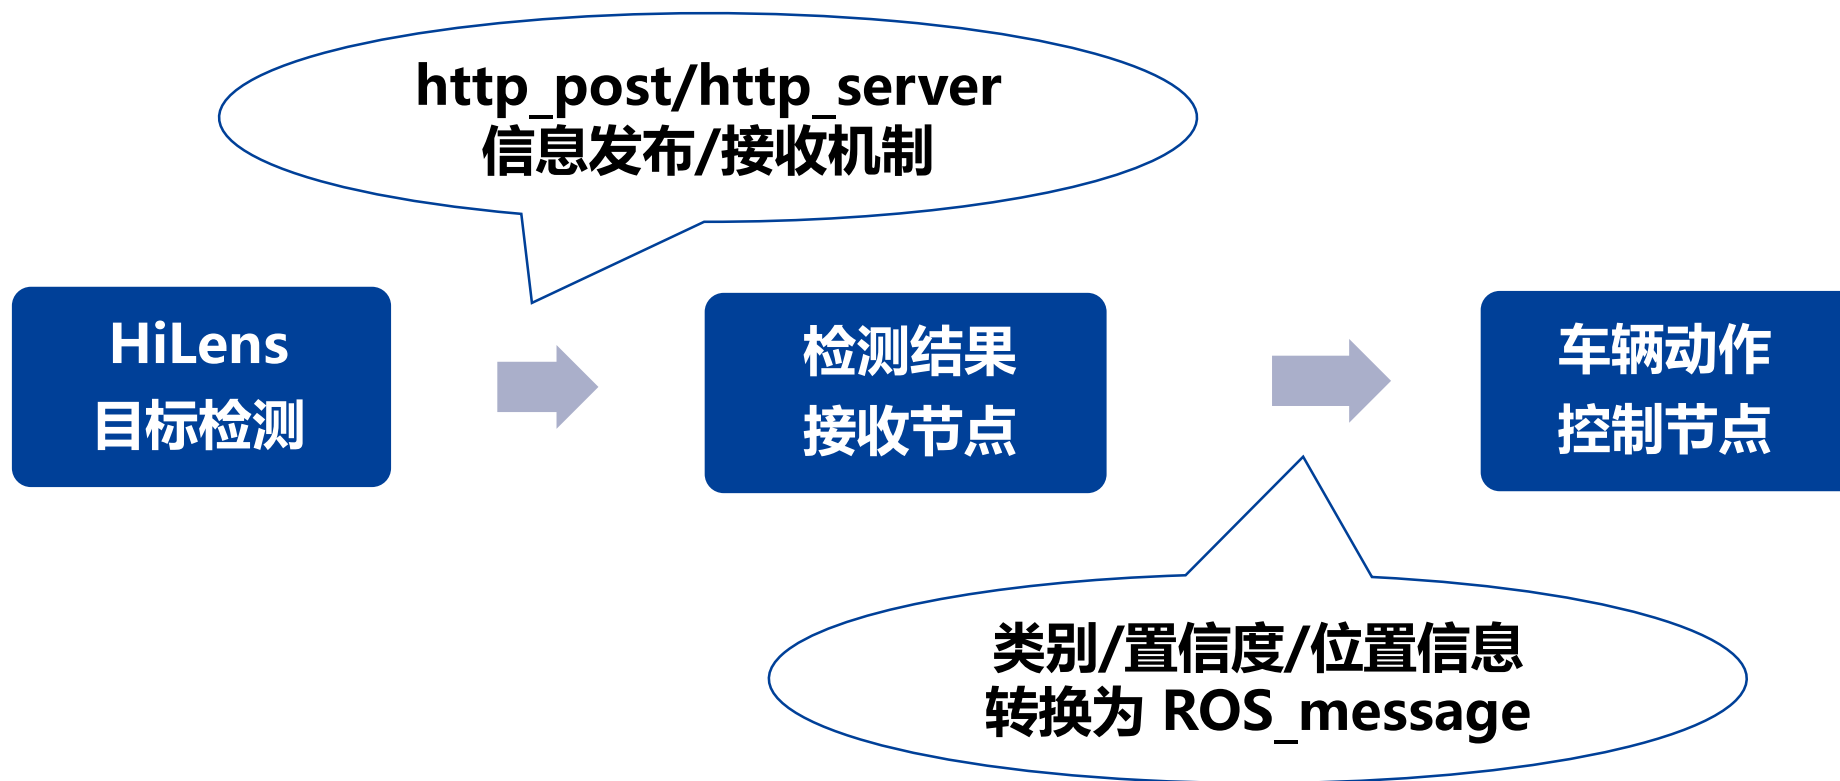 http_post/http_server
信息发布/接收机制
HiLens
目标检测
检测结果
接收节点
车辆动作
控制节点
类别/置信度/位置信息
转换为 ROS_message